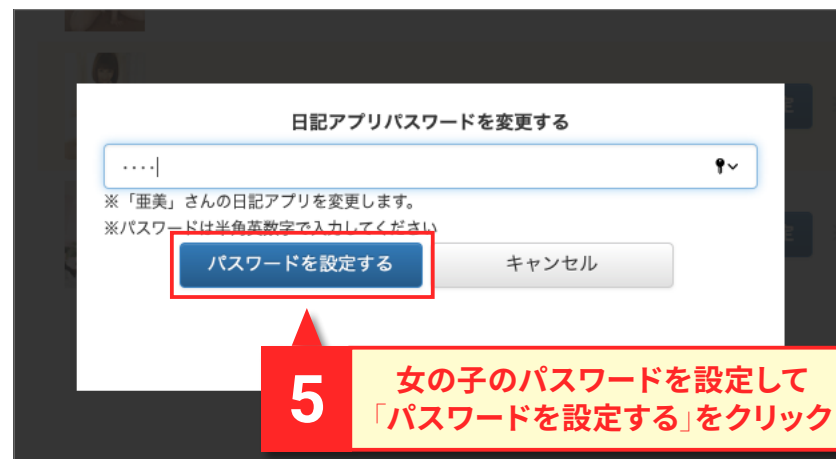 日記アプリパスワードを変更する
····
※「亜美」さんの日記アプリを変更します。
※パスワードは半角英数字で入力してください
パスワードを設定する
キャンセル
5
女の子のパスワードを設定して
「パスワードを設定する」をクリック